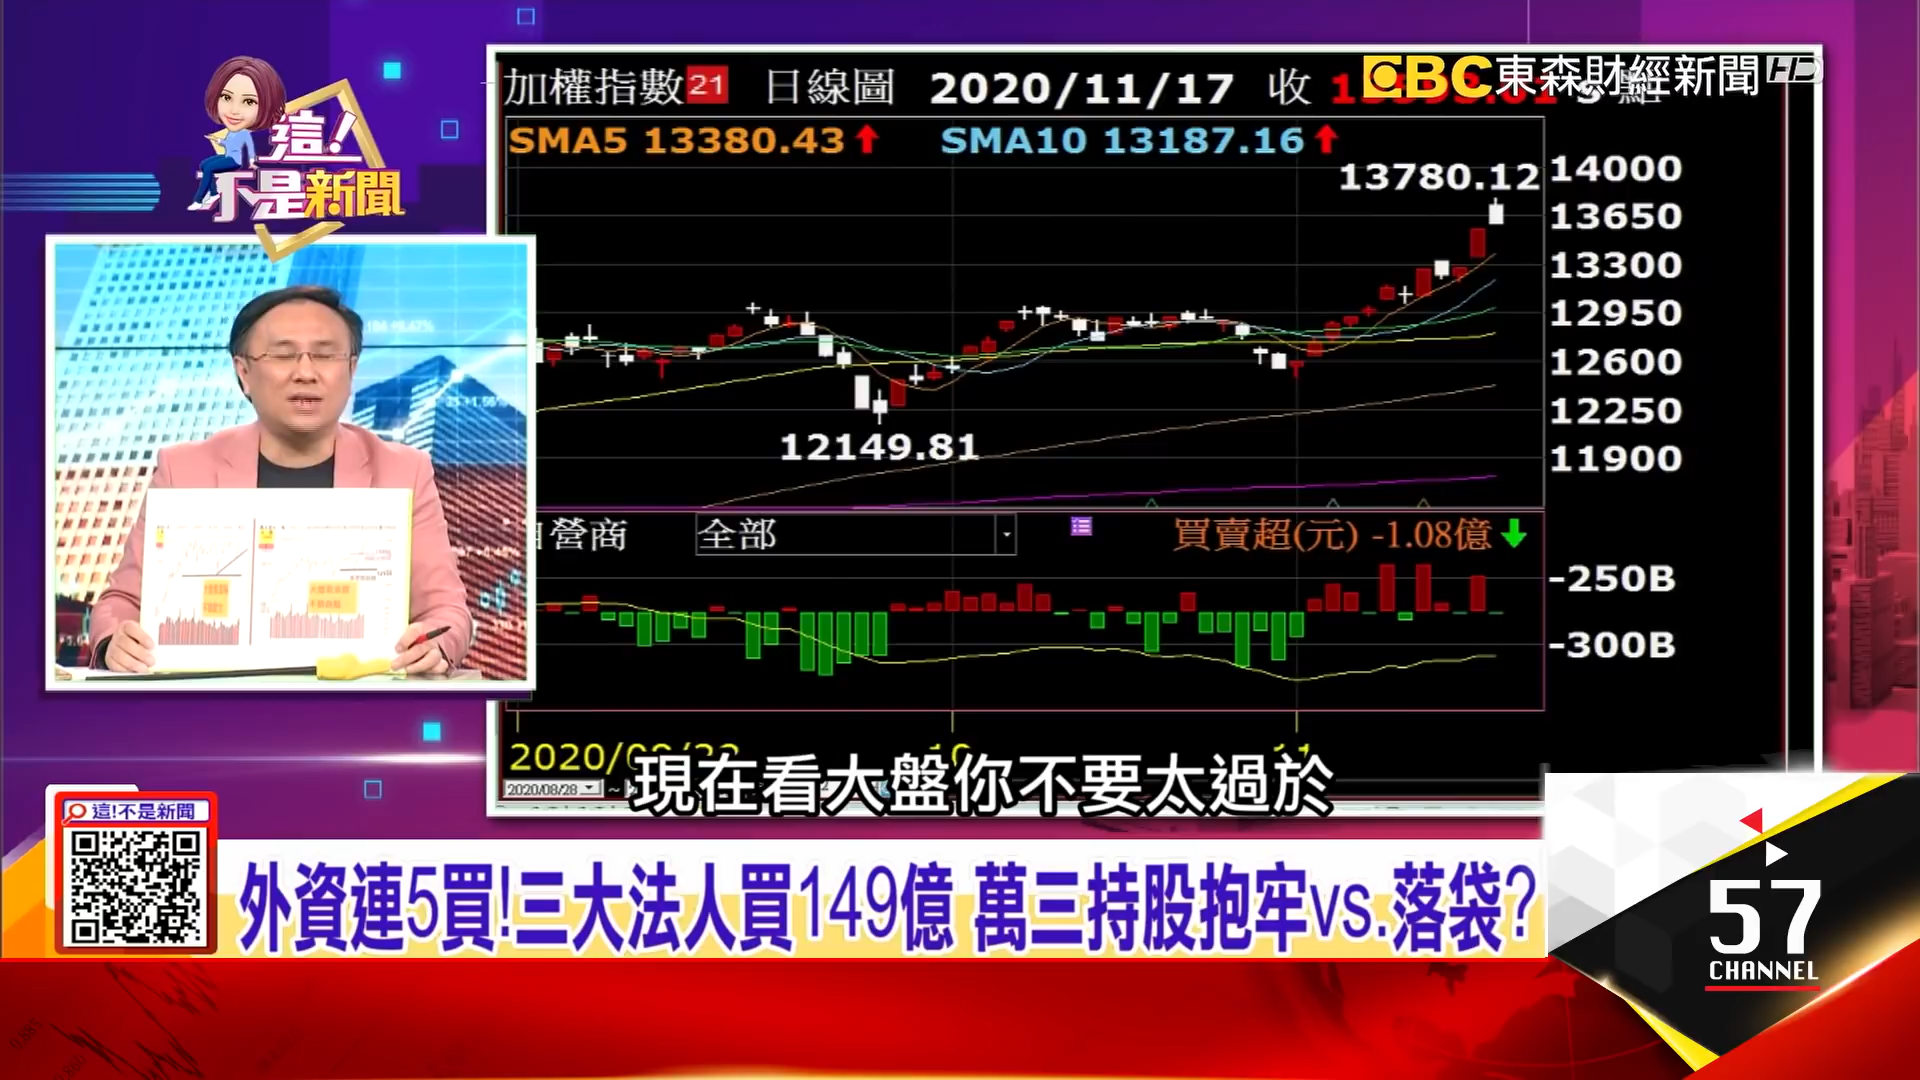 這!
不是新聞
加權指數 21 日線圖 2020/11/17 收
EBC 東森財經新聞 HD
SMA5 13380.43 SMA10 13187.16
13780.12
14000
13650
13300
12950
12600
12250
11900
12149.81
營商 全部 買賣超(元) -1.08億
-250B
-300B
2020/08/28 ~
現在看大盤你不要太過於
這!不是新聞
外資連5買!三大法人買149億 萬三持股抱牢vs.落袋?
57
CHANNEL